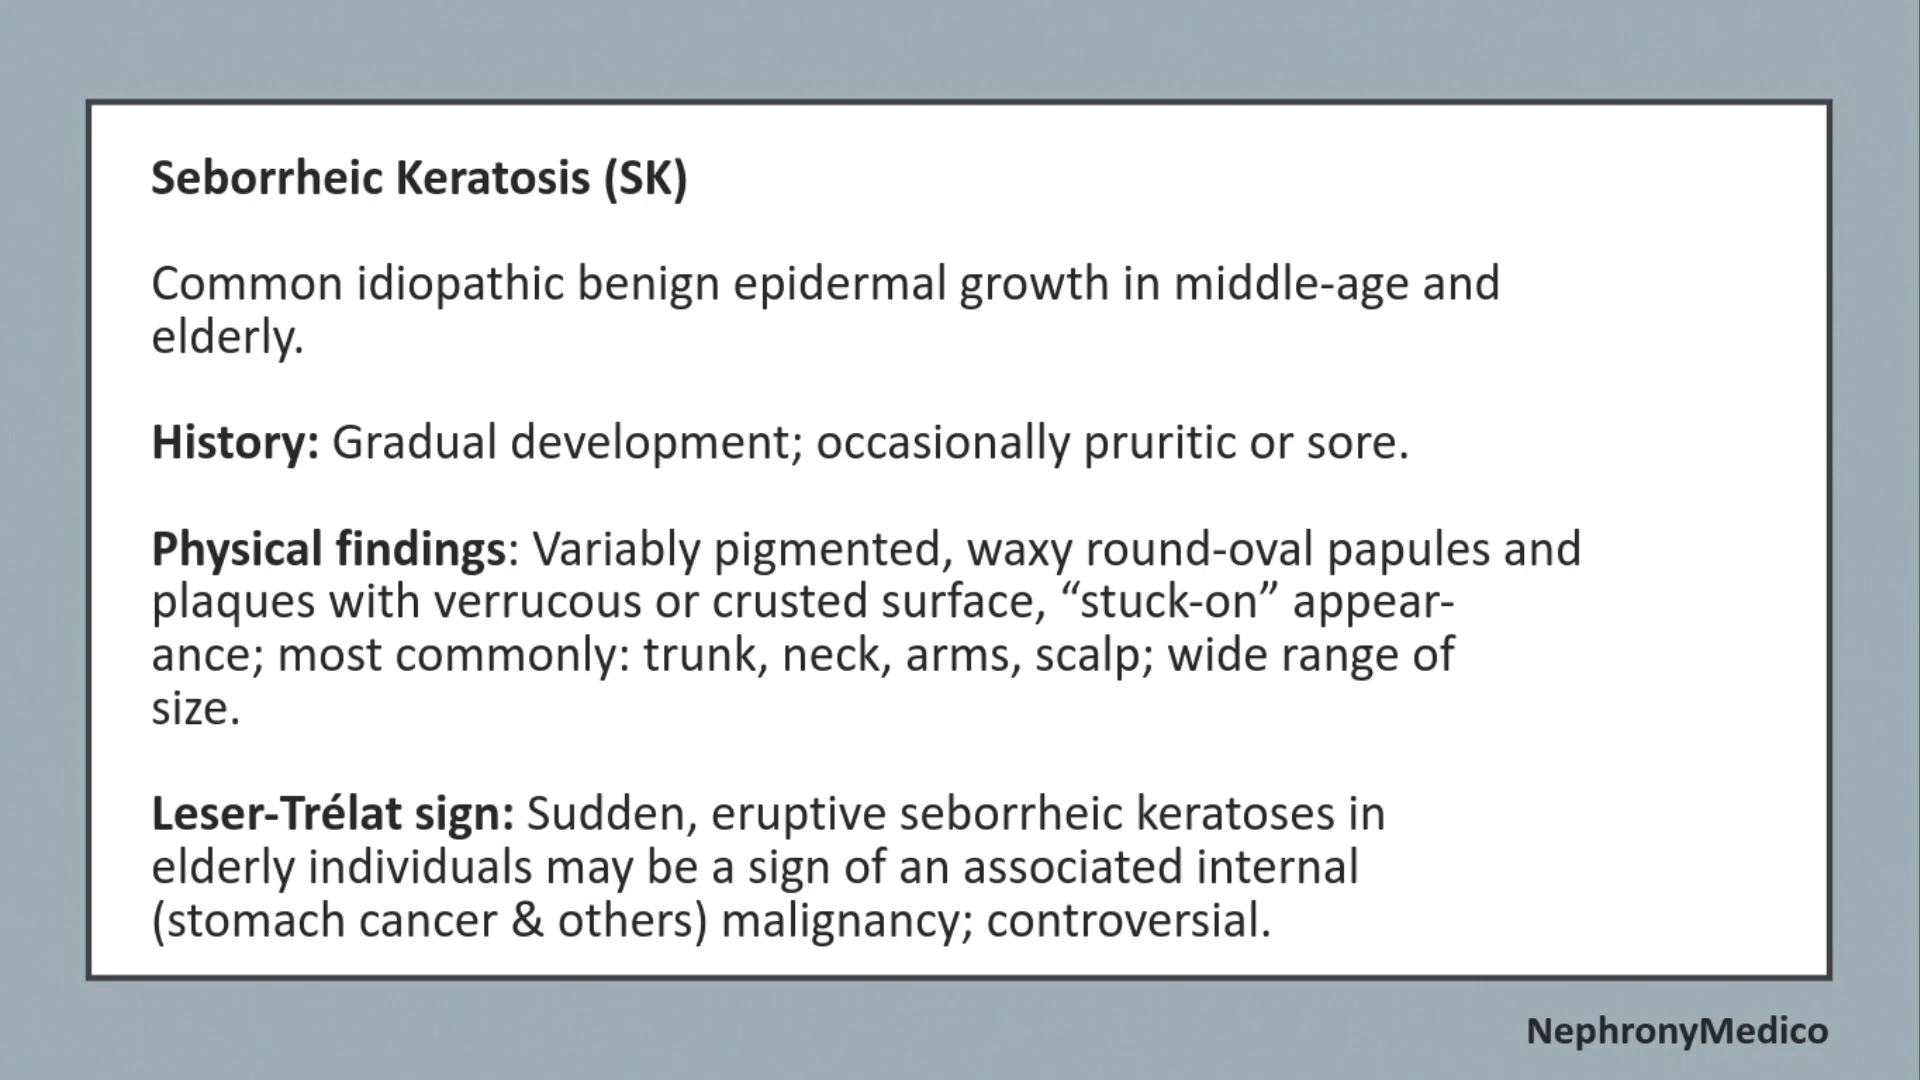 Seborrheic Keratosis (SK)
Common idiopathic benign epidermal growth in middle-age and
elderly.
History: Gradual development; occasionally pruritic or sore.
Physical findings: Variably pigmented, waxy round-oval papules and
plaques with verrucous or crusted surface, “stuck-on” appear-
ance; most commonly: trunk, neck, arms, scalp; wide range of
size.
Leser-Trélat sign: Sudden, eruptive seborrheic keratoses in
elderly individuals may be a sign of an associated internal
(stomach cancer & others) malignancy; controversial.
NephronyMedico